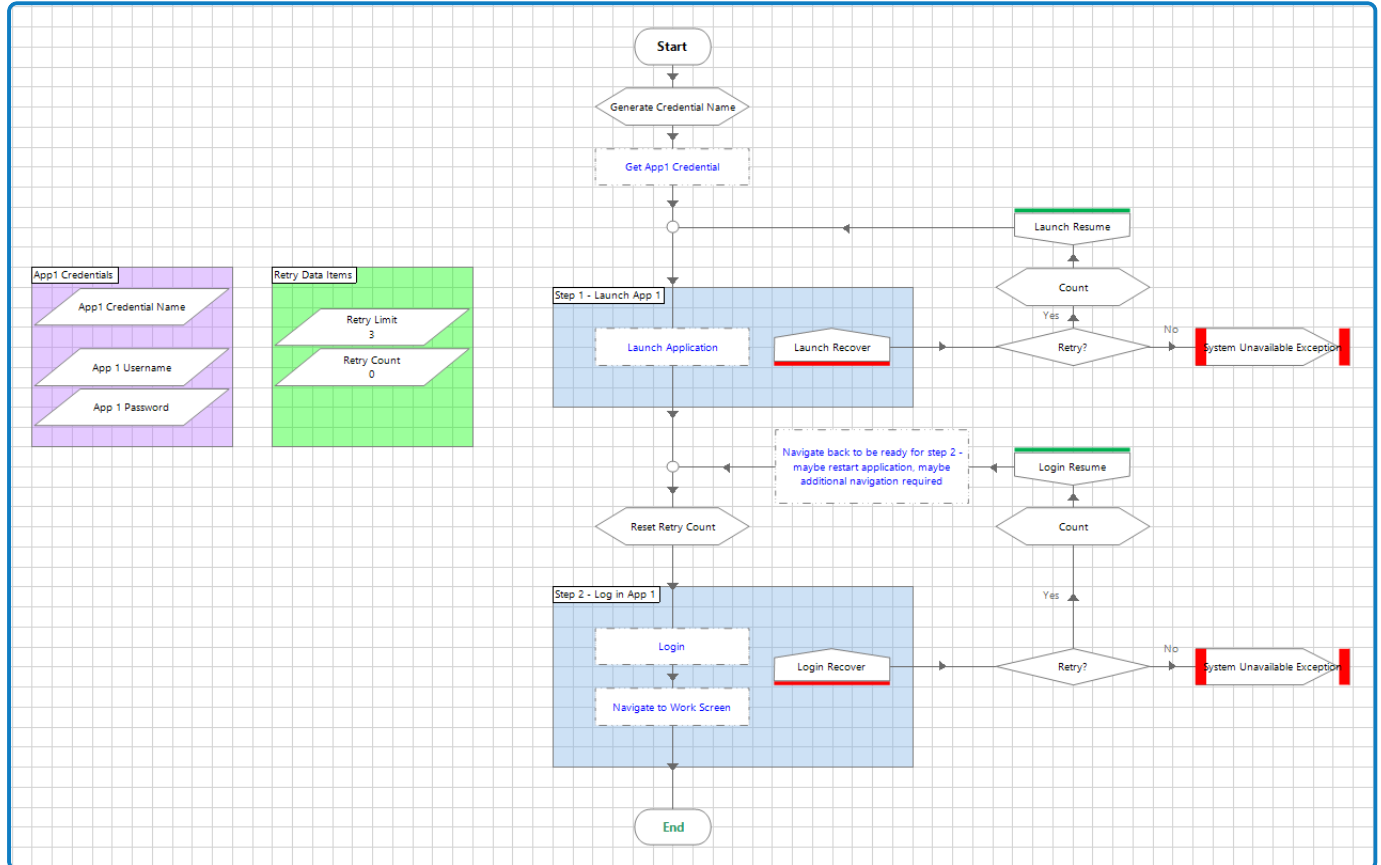 Start
Generate Credential Name
Get App1 Credential
Launch Resume
App1 Credentials
App1 Credential Name
App 1 Username
App 1 Password
Retry Data Items
Retry Limit
3
Retry Count
0
Count
Step 1 - Launch App 1
Launch Application
Launch Recover
Yes
Retry?
No
System Unavailable Exception
Navigate back to be ready for step 2 -
maybe restart application, maybe
additional navigation required
Login Resume
Reset Retry Count
Count
Step 2 - Log in App 1
Login
Navigate to Work Screen
Login Recover
Yes
Retry?
No
System Unavailable Exception
End